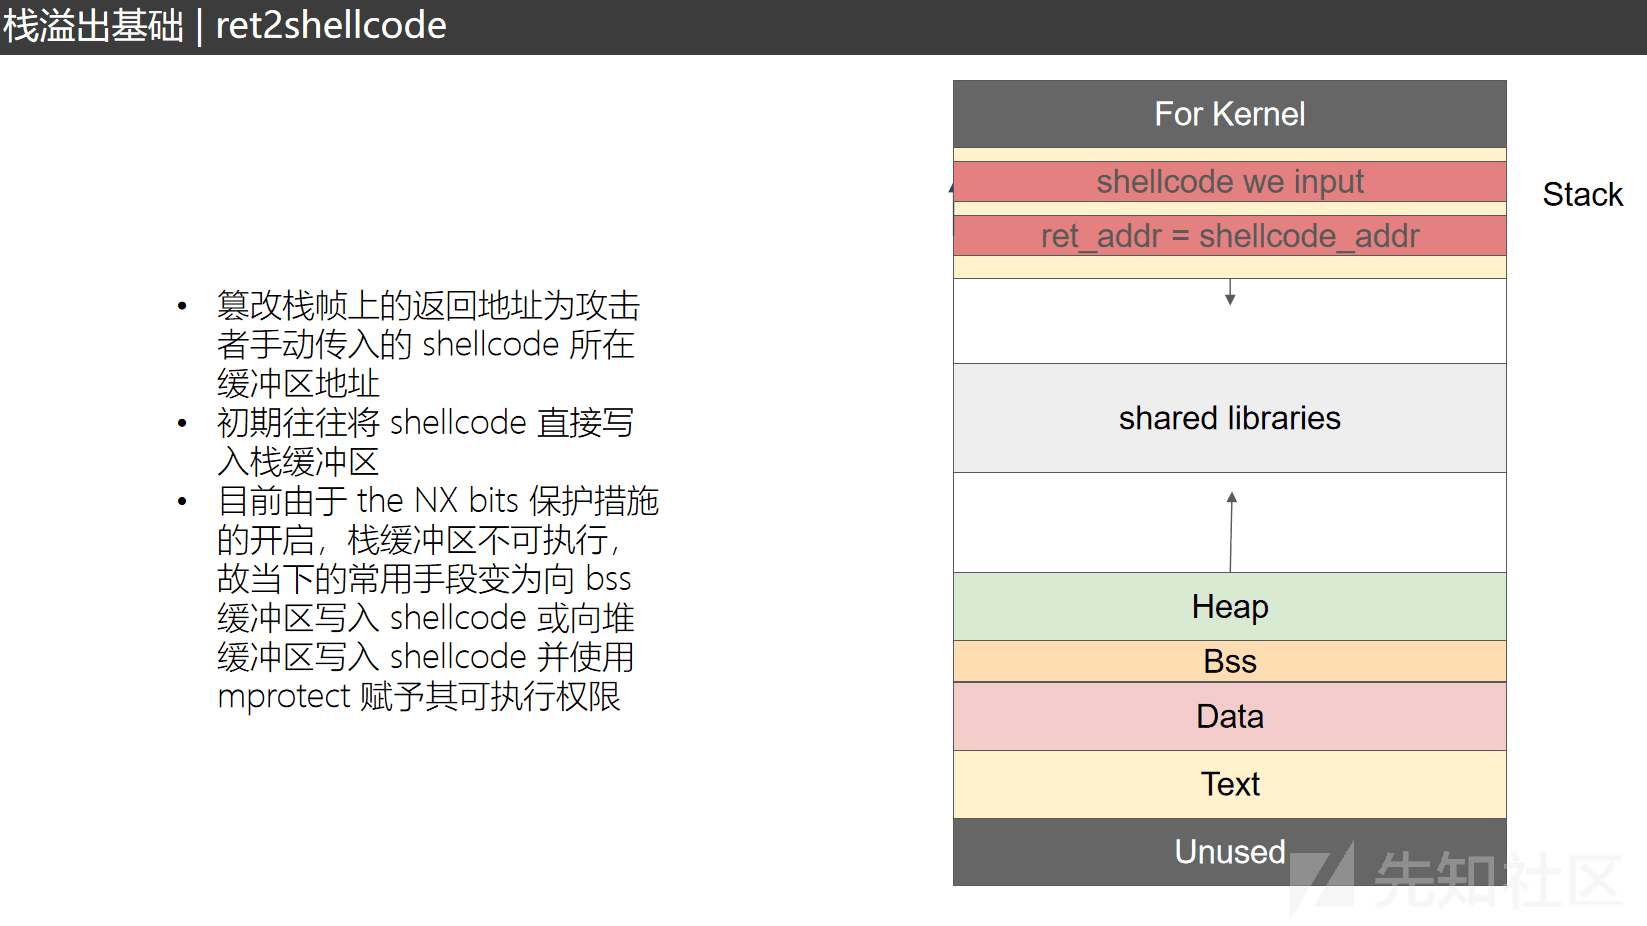 栈溢出基础 | ret2shellcode
• 篡改栈帧上的返回地址为攻击
者手动传入的 shellcode 所在
缓冲区地址
• 初期往往将 shellcode 直接写
入栈缓冲区
• 目前由于 the NX bits 保护措施
的开启，栈缓冲区不可执行，
故当下的常用手段变为向 bss
缓冲区写入 shellcode 或向堆
缓冲区写入 shellcode 并使用
mprotect 赋予其可执行权限
For Kernel
shellcode we input
Stack
ret_addr = shellcode_addr
shared libraries
Heap
Bss
Data
Text
Unused
先知社区